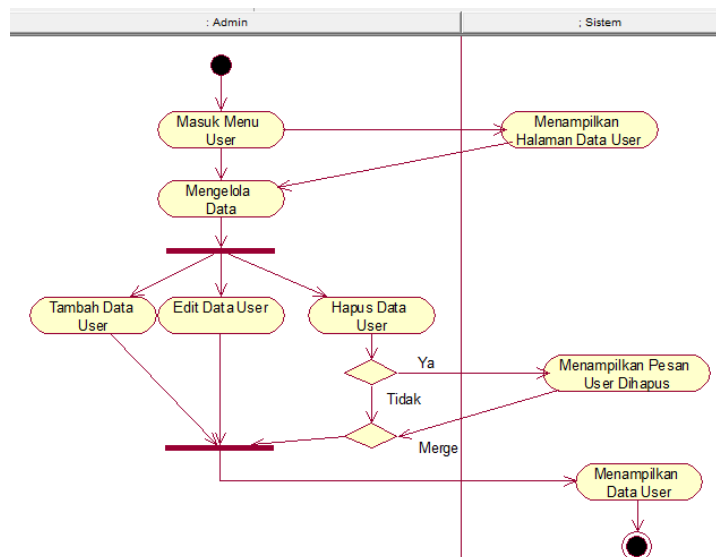 : Admin
; Sistem
Masuk Menu
User
Menampilkan
Halaman Data User
Mengelola
Data
Tambah Data
User
Edit Data User
Hapus Data
User
Ya
Menampilkan Pesan
User Dihapus
Tidak
Merge
Menampilkan
Data User